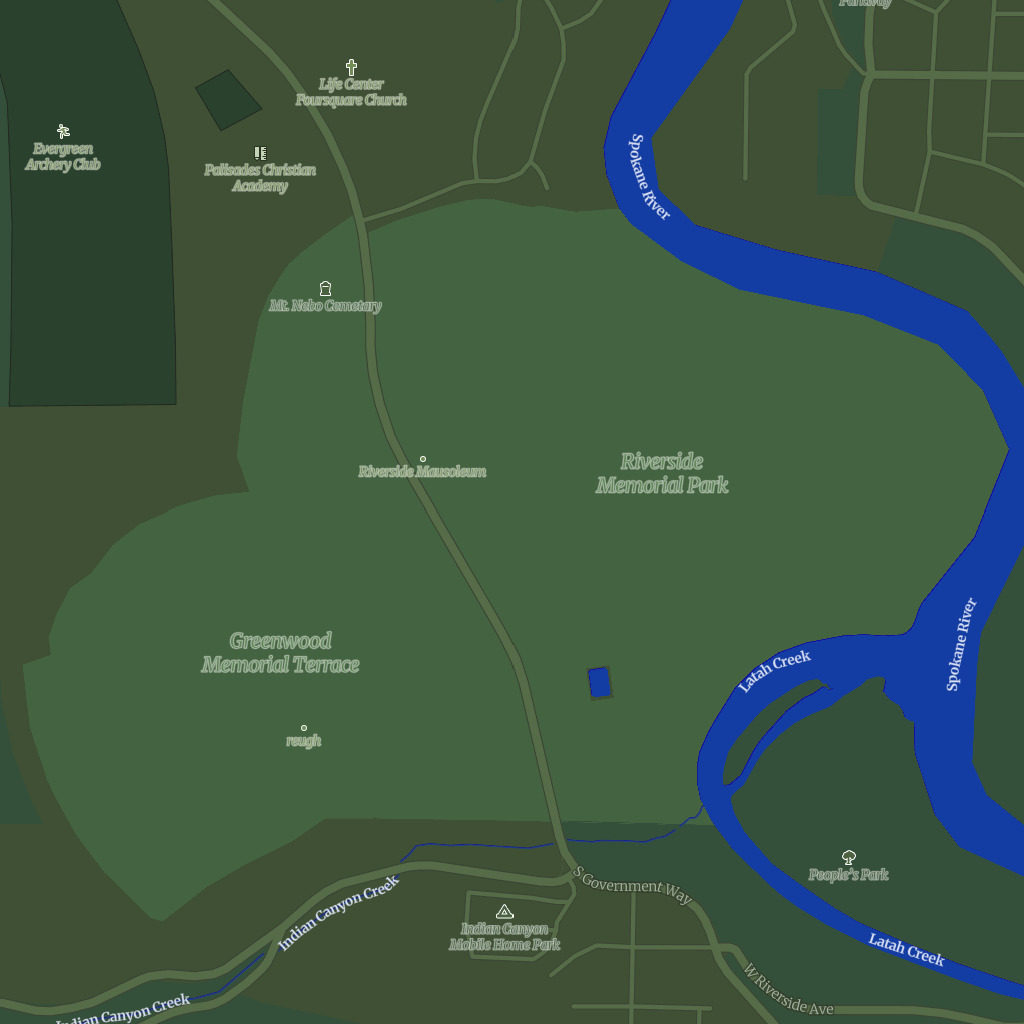 Parkway
Life Center
Foursquare Church
Evergreen
Archery Club
Palisades Christian
Academy
Spokane River
Mt. Nebo Cemetary
Riverside Mausoleum
Riverside
Memorial Park
Greenwood
Memorial Terrace
Latah Creek
Spokane River
reugh
People's Park
S Government Way
Indian Canyon Creek
Indian Canyon
Mobile Home Park
Latah Creek
W Riverside Ave
Indian Canyon Creek